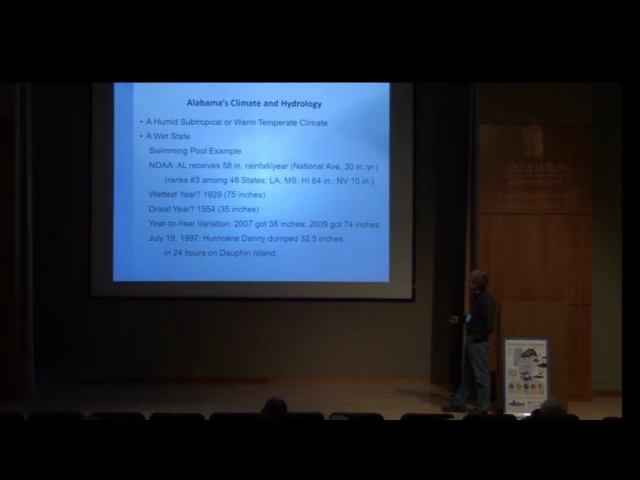 Alabama's Climate and Hydrology
• A Humid Subtropical or Warm Temperate Climate
• A Wet State
Swimming Pool Example
NOAA: AL receives 58 in. rainfall/year (National Ave. 30 in./yr.)
(ranks #3 among 48 States: LA, MS: HI 64 in.; NV 10 in.)
Wettest Year? 1929 (75 inches)
Driest Year? 1954 (35 inches)
Year-to-Year Variation: 2007 got 38 inches; 2009 got 74 inches
July 19, 1997: Hurricane Danny dumped 32.5 inches
in 24 hours on Dauphin Island
AUBURN